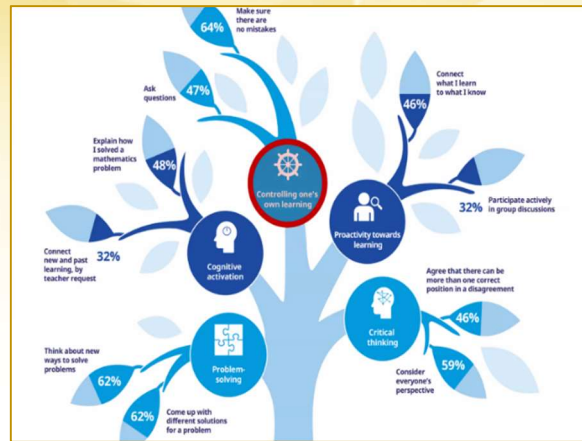 Make sure
there are
no mistakes
64%
Ask
questions
47%
Explain how
I solved a
mathematics
problem
48%
Connect
new and past
learning, by
teacher request
32%
Cognitive
activation
Controlling one's
own learning
Connect
what I learn
to what I know
46%
32%
Participate actively
in group discussions
Proactivity towards
learning
Think about new
ways to solve
problems
62%
62%
Come up with
different solutions
for a problem
Problem-
solving
Agree that there can be
more than one correct
position in a disagreement
46%
59%
Consider
everyone's
perspective
Critical
thinking